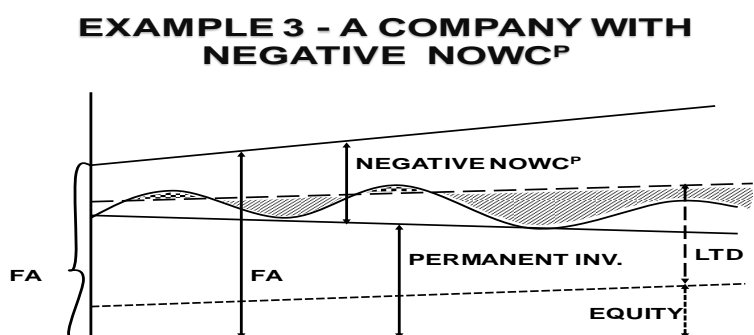 EXAMPLE 3 - A COMPANY WITH
NEGATIVE NOWCᴾ
NEGATIVE NOWCᴾ
FA
FA
PERMANENT INV.
LTD
EQUITY